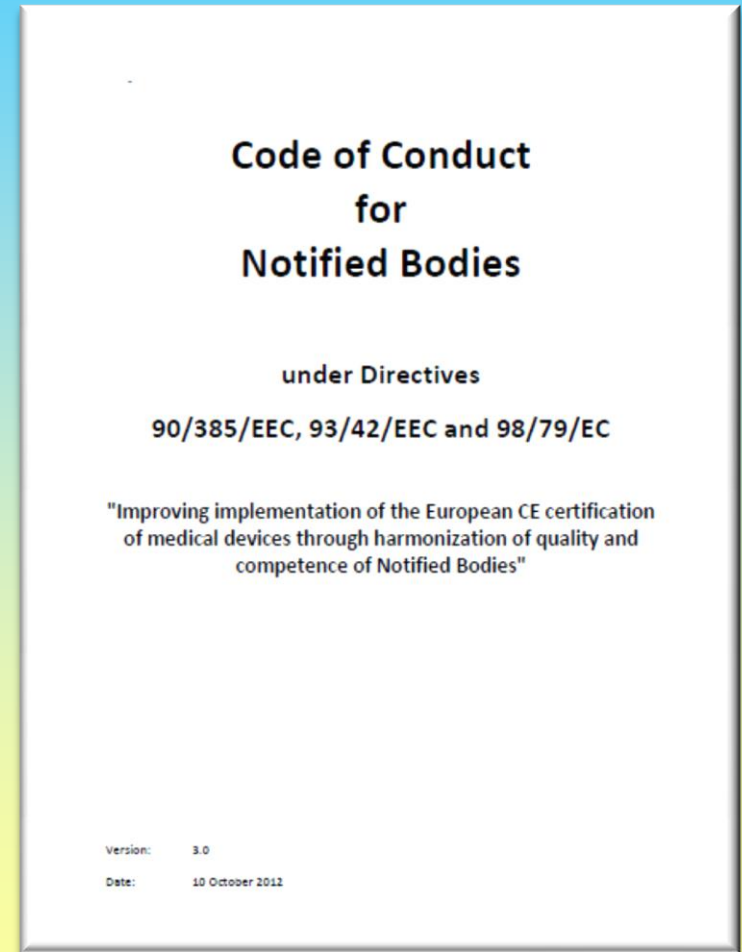 Code of Conduct
for
Notified Bodies
under Directives
90/385/EEC, 93/42/EEC and 98/79/EC
"Improving implementation of the European CE certification
of medical devices through harmonization of quality and
competence of Notified Bodies"
Version: 3.0
Date: 10 October 2012